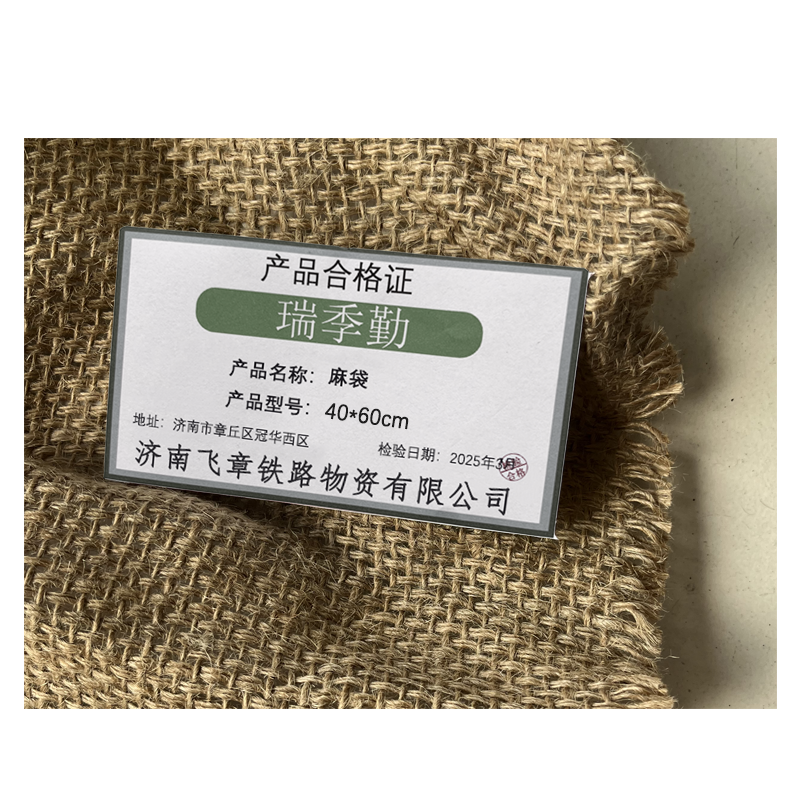 产品合格证
瑞季勤
产品名称：麻袋
产品型号：40*60cm
地址：济南市章丘区冠华西区
检验日期：2025年3月
合格
济南飞章铁路物资有限公司